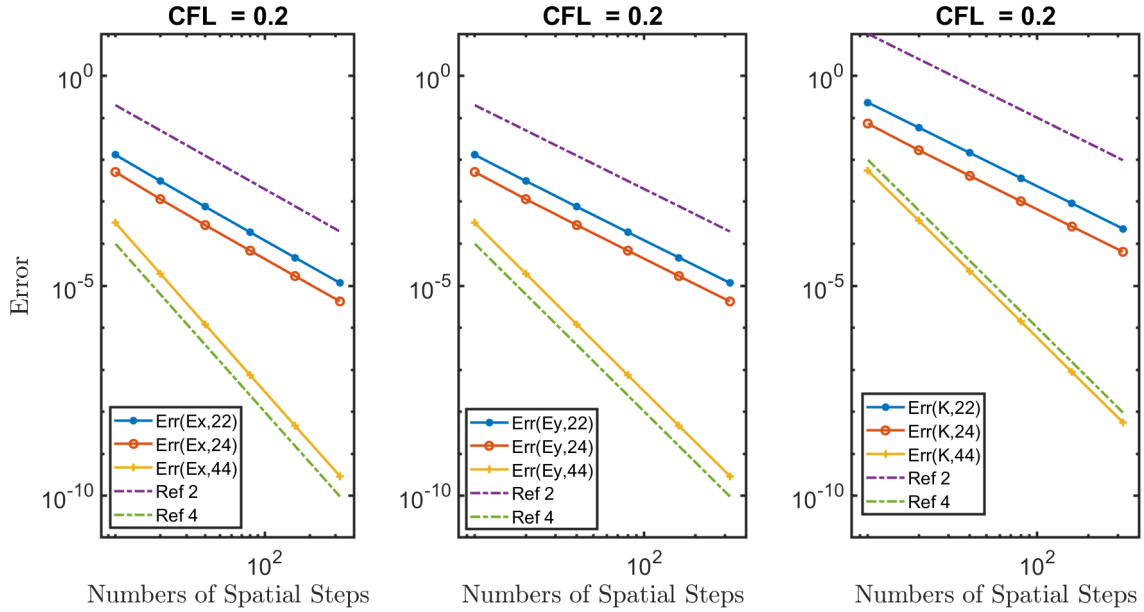 CFL = 0.2
10^0
10^-5
10^-10
Error
Err(Ex,22)
Err(Ex,24)
Err(Ex,44)
Ref 2
Ref 4
10^2
Numbers of Spatial Steps
CFL = 0.2
10^0
10^-5
10^-10
Err(Ey,22)
Err(Ey,24)
Err(Ey,44)
Ref 2
Ref 4
10^2
Numbers of Spatial Steps
CFL = 0.2
10^0
10^-5
10^-10
Err(K,22)
Err(K,24)
Err(K,44)
Ref 2
Ref 4
10^2
Numbers of Spatial Steps